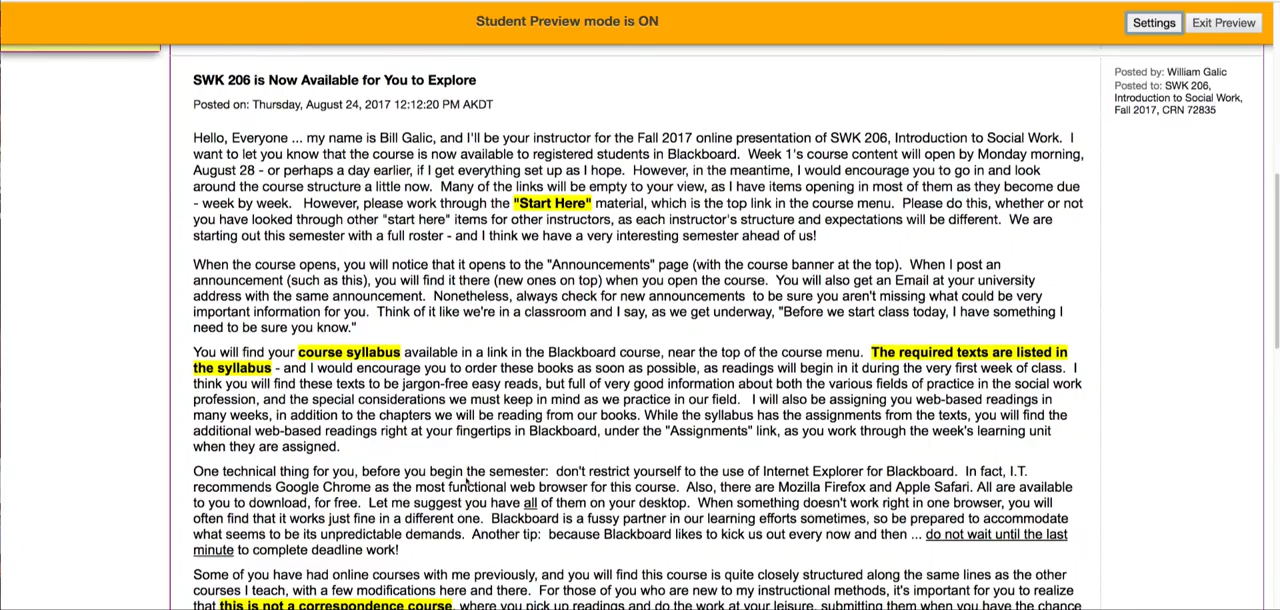 Student Preview mode is ON
Settings
Exit Preview
SWK 206 is Now Available for You to Explore
Posted on: Thursday, August 24, 2017 12:12:20 PM AKDT
Posted by: William Galic
Posted to: SWK 206,
Introduction to Social Work,
Fall 2017, CRN 72835
Hello, Everyone ... my name is Bill Galic, and I'll be your instructor for the Fall 2017 online presentation of SWK 206, Introduction to Social Work.  I
want to let you know that the course is now available to registered students in Blackboard.  Week 1's course content will open by Monday morning,
August 28 - or perhaps a day earlier, if I get everything set up as I hope.  However, in the meantime, I would encourage you to go in and look
around the course structure a little now.  Many of the links will be empty to your view, as I have items opening in most of them as they become due
- week by week.  However, please work through the "Start Here" material, which is the top link in the course menu.  Please do this, whether or not
you have looked through other "start here" items for other instructors, as each instructor's structure and expectations will be different.  We are
starting out this semester with a full roster - and I think we have a very interesting semester ahead of us!
When the course opens, you will notice that it opens to the "Announcements" page (with the course banner at the top).  When I post an
announcement (such as this), you will find it there (new ones on top) when you open the course.  You will also get an Email at your university
address with the same announcement.  Nonetheless, always check for new announcements  to be sure you aren't missing what could be very
important information for you.  Think of it like we're in a classroom and I say, as we get underway, "Before we start class today, I have something I
need to be sure you know."
You will find your course syllabus available in a link in the Blackboard course, near the top of the course menu.  The required texts are listed in
the syllabus - and I would encourage you to order these books as soon as possible, as readings will begin in it during the very first week of class.  I
think you will find these texts to be jargon-free easy reads, but full of very good information about both the various fields of practice in the social work
profession, and the special considerations we must keep in mind as we practice in our field.   I will also be assigning you web-based readings in
many weeks, in addition to the chapters we will be reading from our books. While the syllabus has the assignments from the texts, you will find the
additional web-based readings right at your fingertips in Blackboard, under the "Assignments" link, as you work through the week's learning unit
when they are assigned.
One technical thing for you, before you begin the semester:  don't restrict yourself to the use of Internet Explorer for Blackboard.  In fact, I.T.
recommends Google Chrome as the most functional web browser for this course.  Also, there are Mozilla Firefox and Apple Safari. All are available
to you to download, for free.  Let me suggest you have all of them on your desktop.  When something doesn't work right in one browser, you will
often find that it works just fine in a different one.  Blackboard is a fussy partner in our learning efforts sometimes, so be prepared to accommodate
what seems to be its unpredictable demands.  Another tip:  because Blackboard likes to kick us out every now and then ... do not wait until the last
minute to complete deadline work!
Some of you have had online courses with me previously, and you will find this course is quite closely structured along the same lines as the other
courses I teach, with a few modifications here and there.  For those of you who are new to my instructional methods, it's important for you to realize
that this is not a correspondence course, where you pick up readings and do the work at your leisure, submitting them when you have the chance